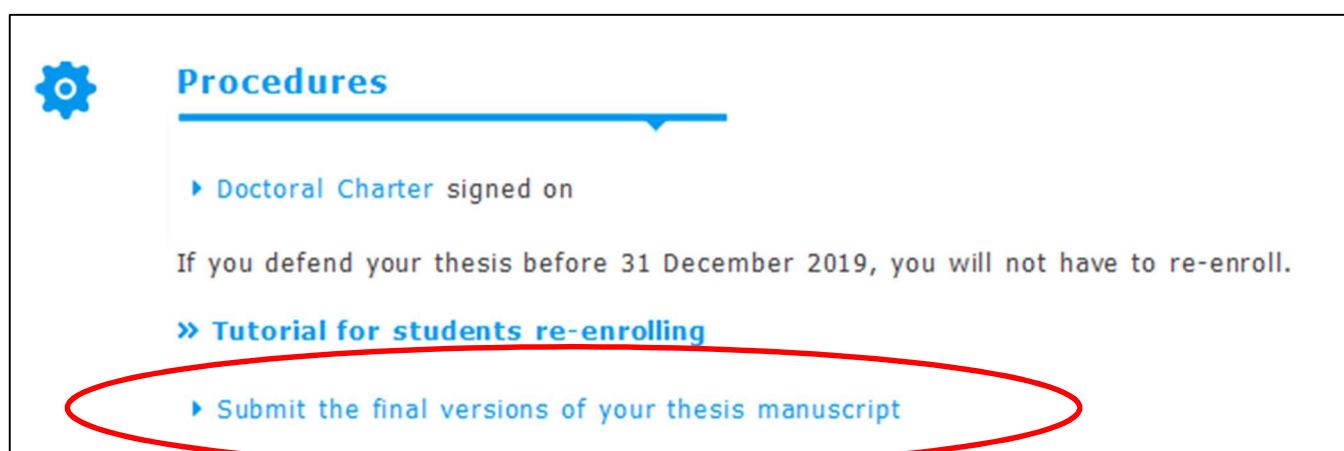 Procedures
Doctoral Charter signed on
If you defend your thesis before 31 December 2019, you will not have to re-enroll.
» Tutorial for students re-enrolling
Submit the final versions of your thesis manuscript